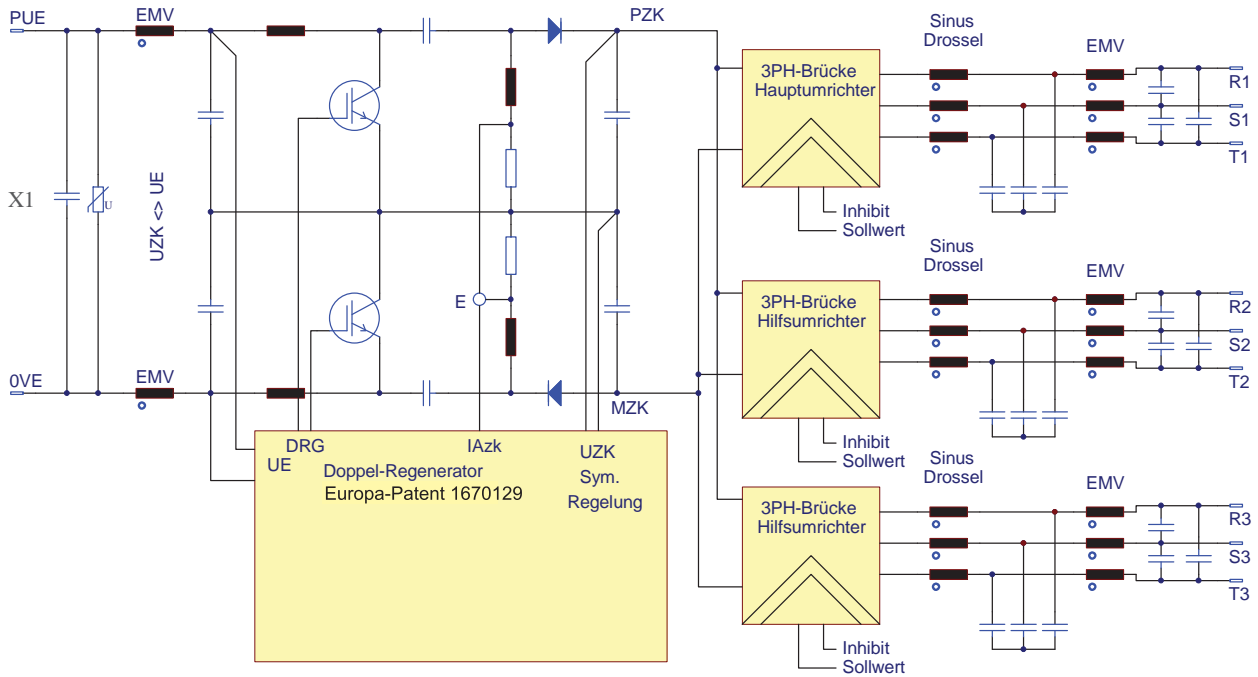 PUE
EMV
PZK
Sinus
Drossel
EMV
3PH-Brücke
Hauptumrichter
R1
S1
T1
X1
U
UZK <> UE
Inhibit
Sollwert
Sinus
Drossel
EMV
3PH-Brücke
Hilfsumrichter
R2
S2
T2
E
0VE
EMV
MZK
Inhibit
Sollwert
DRG
IAzk
UE
UZK
Doppel-Regenerator
Sym.
Europa-Patent 1670129
Regelung
Sinus
Drossel
EMV
3PH-Brücke
Hilfsumrichter
R3
S3
T3
Inhibit
Sollwert